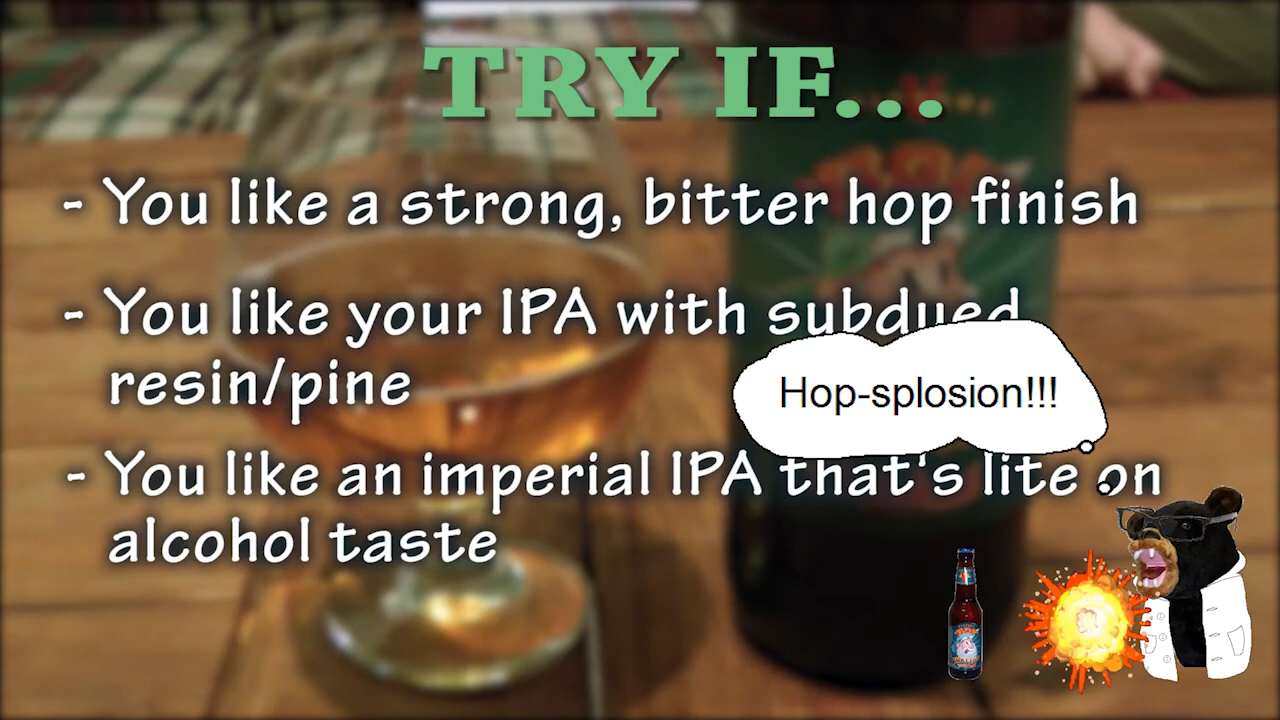 TRY IF...
- You like a strong, bitter hop finish
- You like your IPA with subdued
resin/pine
Hop-splosion!!!
- You like an imperial IPA that's lite on
alcohol taste